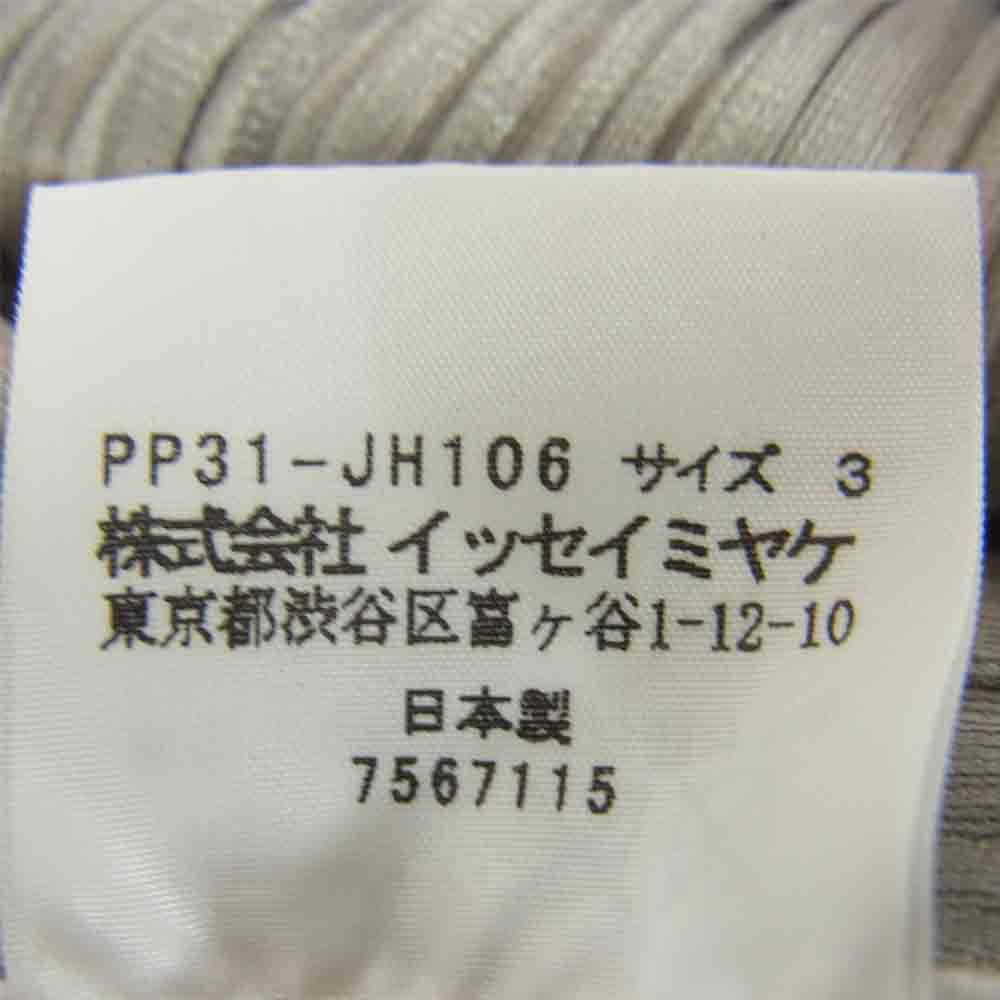 PP31-JH106 サイズ 3
株式会社 イッセイミヤケ
東京都渋谷区富ヶ谷1-12-10
日本製
7567115